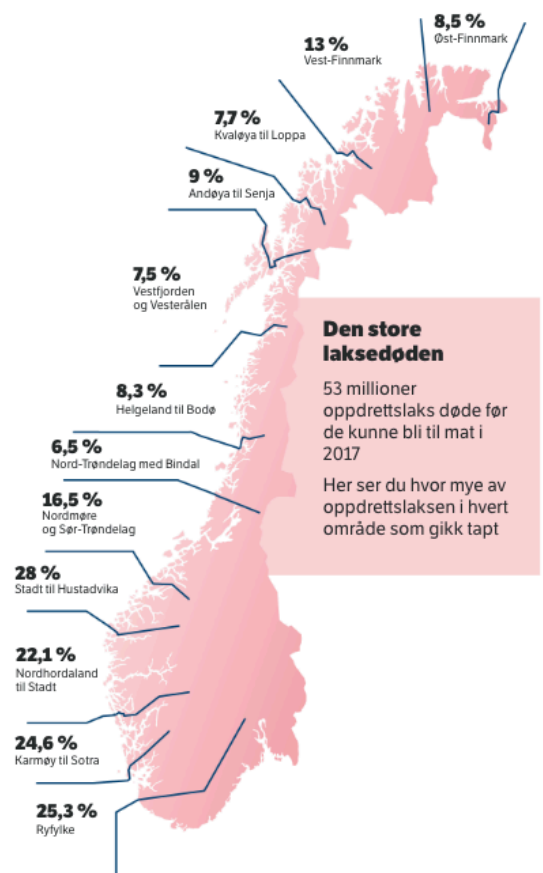 8,5 %
Øst-Finnmark
13 %
Vest-Finnmark
7,7 %
Kvaløya til Loppa
9 %
Andøya til Senja
7,5 %
Vestfjorden
og Vesterålen
Den store
laksedøden
53 millioner
oppdrettslaks døde før
de kunne bli til mat i
2017
Her ser du hvor mye av
oppdrettslaksen i hvert
område som gikk tapt
8,3 %
Helgeland til Bodø
6,5 %
Nord-Trøndelag med Bindal
16,5 %
Nordmøre
og Sør-Trøndelag
28 %
Stadt til Hustadvika
22,1 %
Nordhordaland
til Stadt
24,6 %
Karmøy til Sotra
25,3 %
Ryfylke